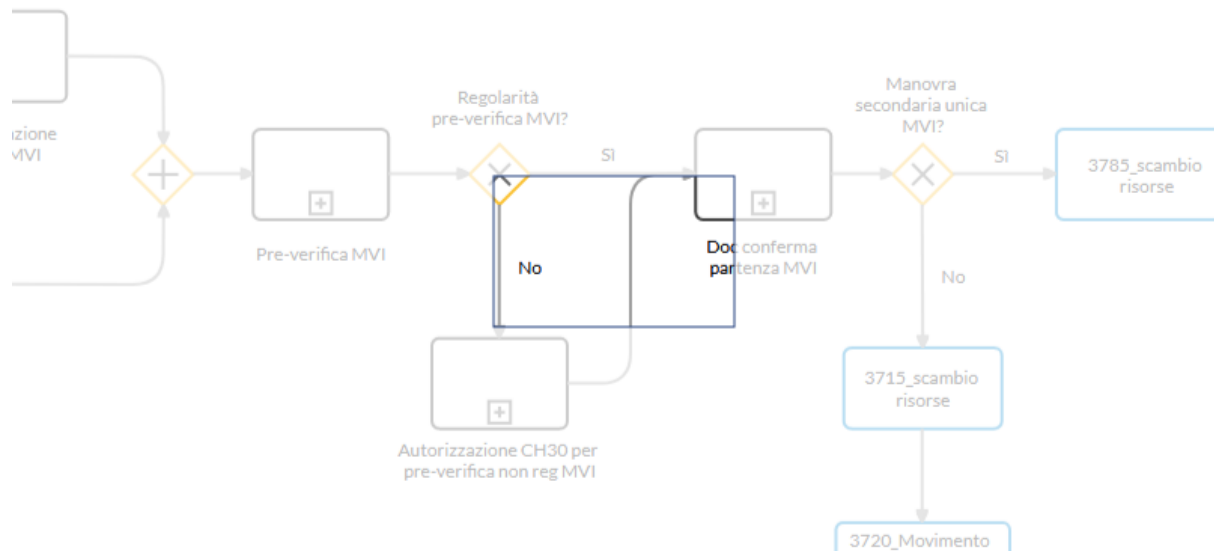 azione
MVI
Pre-verifica MVI
Regolarità
pre-verifica MVI?
Sì
No
Autorizzazione CH30 per
pre-verifica non reg MVI
Doc conferma
partenza MVI
Manovra
secondaria unica
MVI?
Sì
3785_scambio
risorse
No
3715_scambio
risorse
3720_Movimento